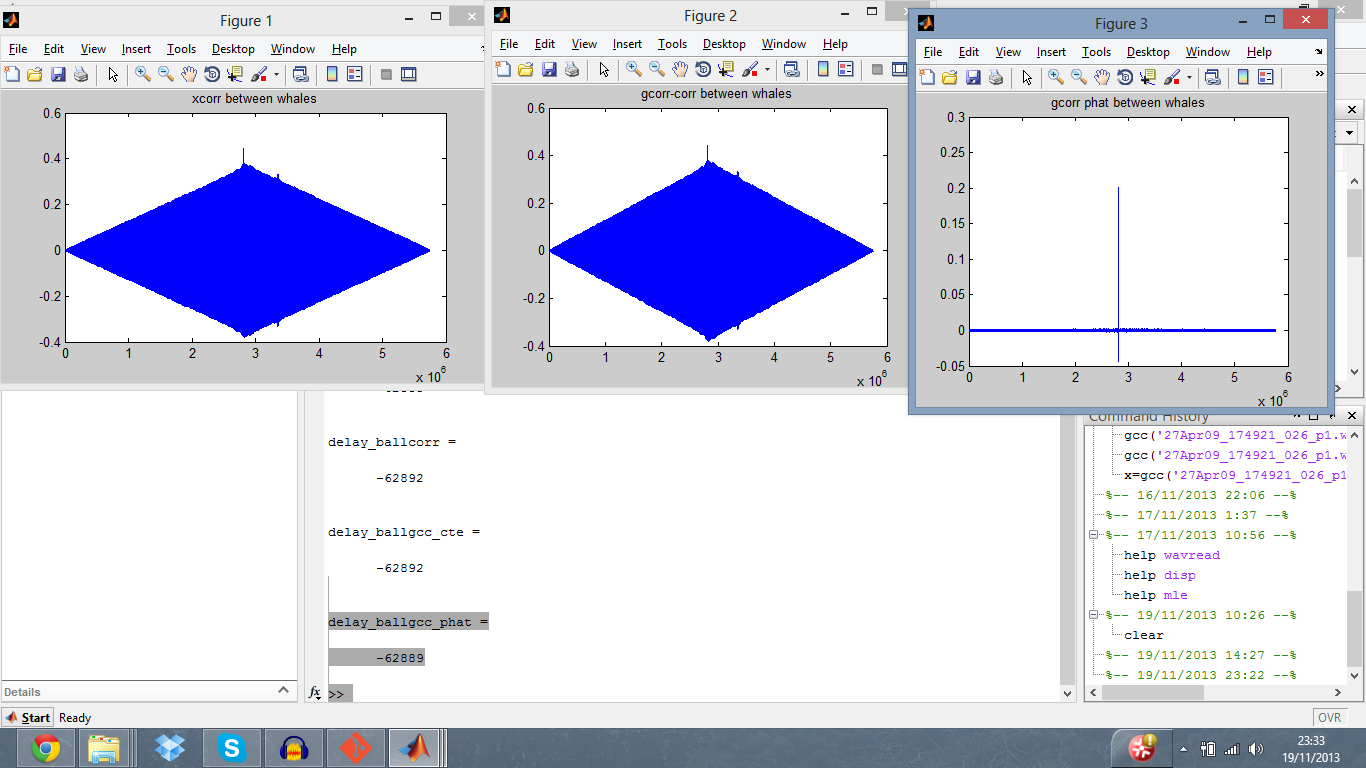 Figure 1
File Edit View Insert Tools Desktop Window Help
xcorr between whales
0.6
0.4
0.2
0
-0.2
-0.4
0 1 2 3 4 5 6
x 10^6
Figure 2
File Edit View Insert Tools Desktop Window Help
gcorr-corr between whales
0.6
0.4
0.2
0
-0.2
-0.4
0 1 2 3 4 5 6
x 10^6
Figure 3
File Edit View Insert Tools Desktop Window Help
gcorr phat between whales
0.3
0.25
0.2
0.15
0.1
0.05
0
-0.05
0 1 2 3 4 5 6
x 10^6
delay_ballcorr =
-62892
delay_ballgcc_cte =
-62892
delay_ballgcc_phat =
-62889
fx >>
Details
Command History
gcc('27Apr09_174921_026_p1.w
gcc('27Apr09_174921_026_p1.w
x=gcc('27Apr09_174921_026_p1
%-- 16/11/2013 22:06 --%
%-- 17/11/2013 1:37 --%
%-- 17/11/2013 10:56 --%
help wavread
help disp
help mle
%-- 19/11/2013 10:26 --%
clear
%-- 19/11/2013 14:27 --%
%-- 19/11/2013 23:22 --%
Start Ready
OVR
23:33
19/11/2013